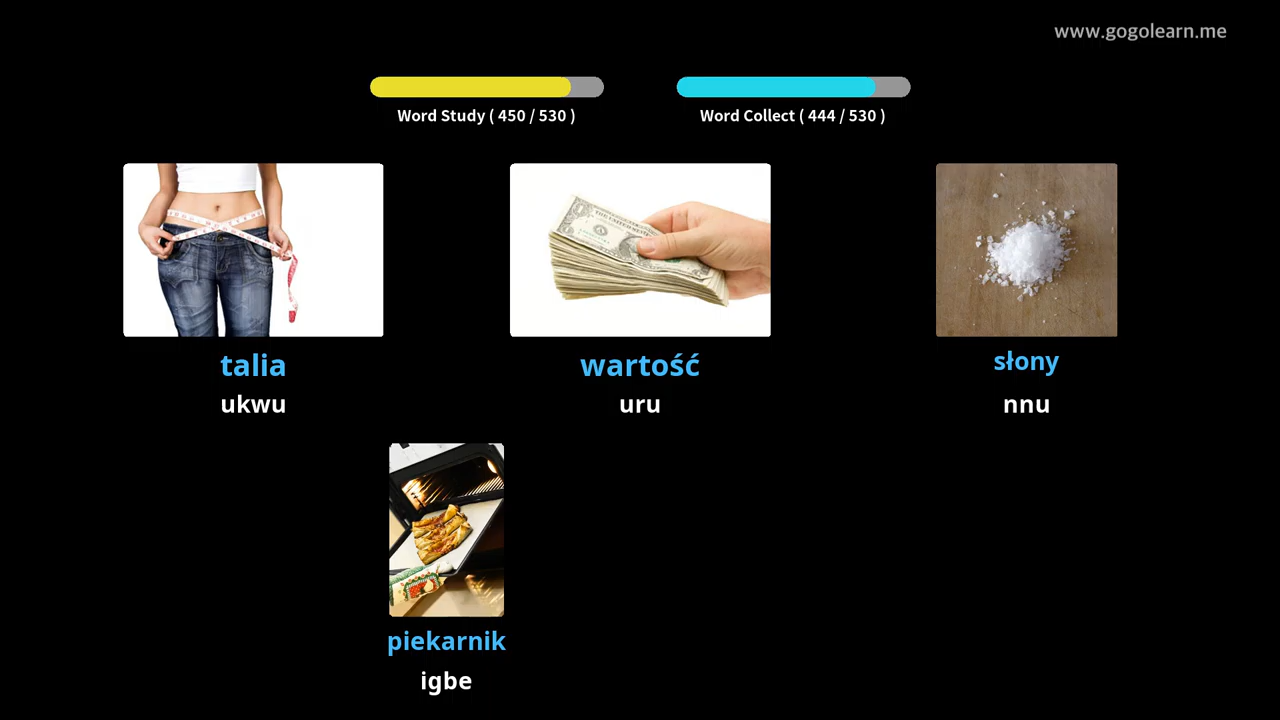 www.gogolearn.me
Word Study ( 450 / 530 )
Word Collect ( 444 / 530 )
talia
wartość
słony
ukwu
uru
nnu
piekarnik
igbe